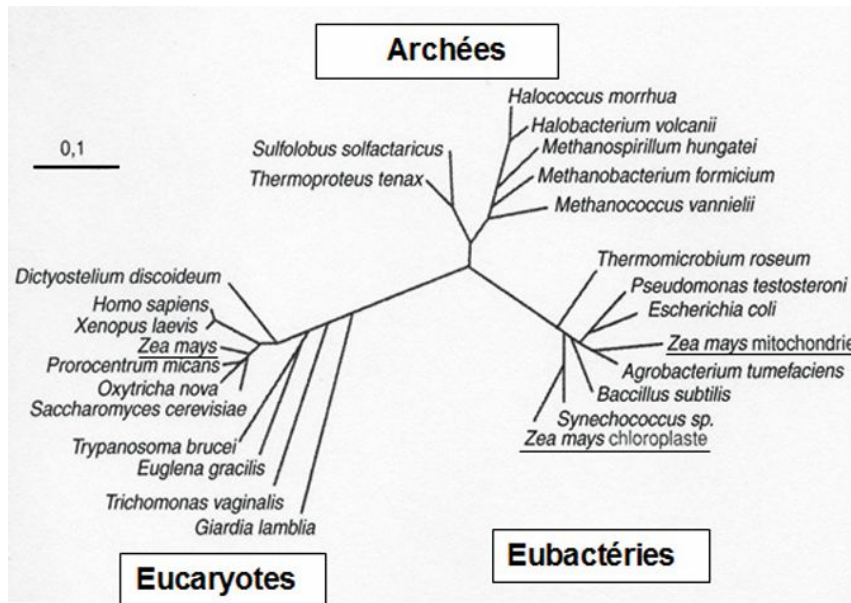 Archées
Halococcus morrhua
Halobacterium volcanii
Methanospirillum hungatei
Methanobacterium formicium
Methanococcus vannielii
Sulfolobus solfactaricus
Thermoproteus tenax
0,1
Thermomicrobium roseum
Pseudomonas testosteroni
Escherichia coli
Zea mays mitochondrie
Agrobacterium tumefaciens
Baccillus subtilis
Synechococcus sp.
Zea mays chloroplaste
Dictyostelium discoideum
Homo sapiens
Xenopus laevis
Zea mays
Prorocentrum micans
Oxytricha nova
Saccharomyces cerevisiae
Trypanosoma brucei
Euglena gracilis
Trichomonas vaginalis
Giardia lamblia
Eucaryotes
Eubactéries